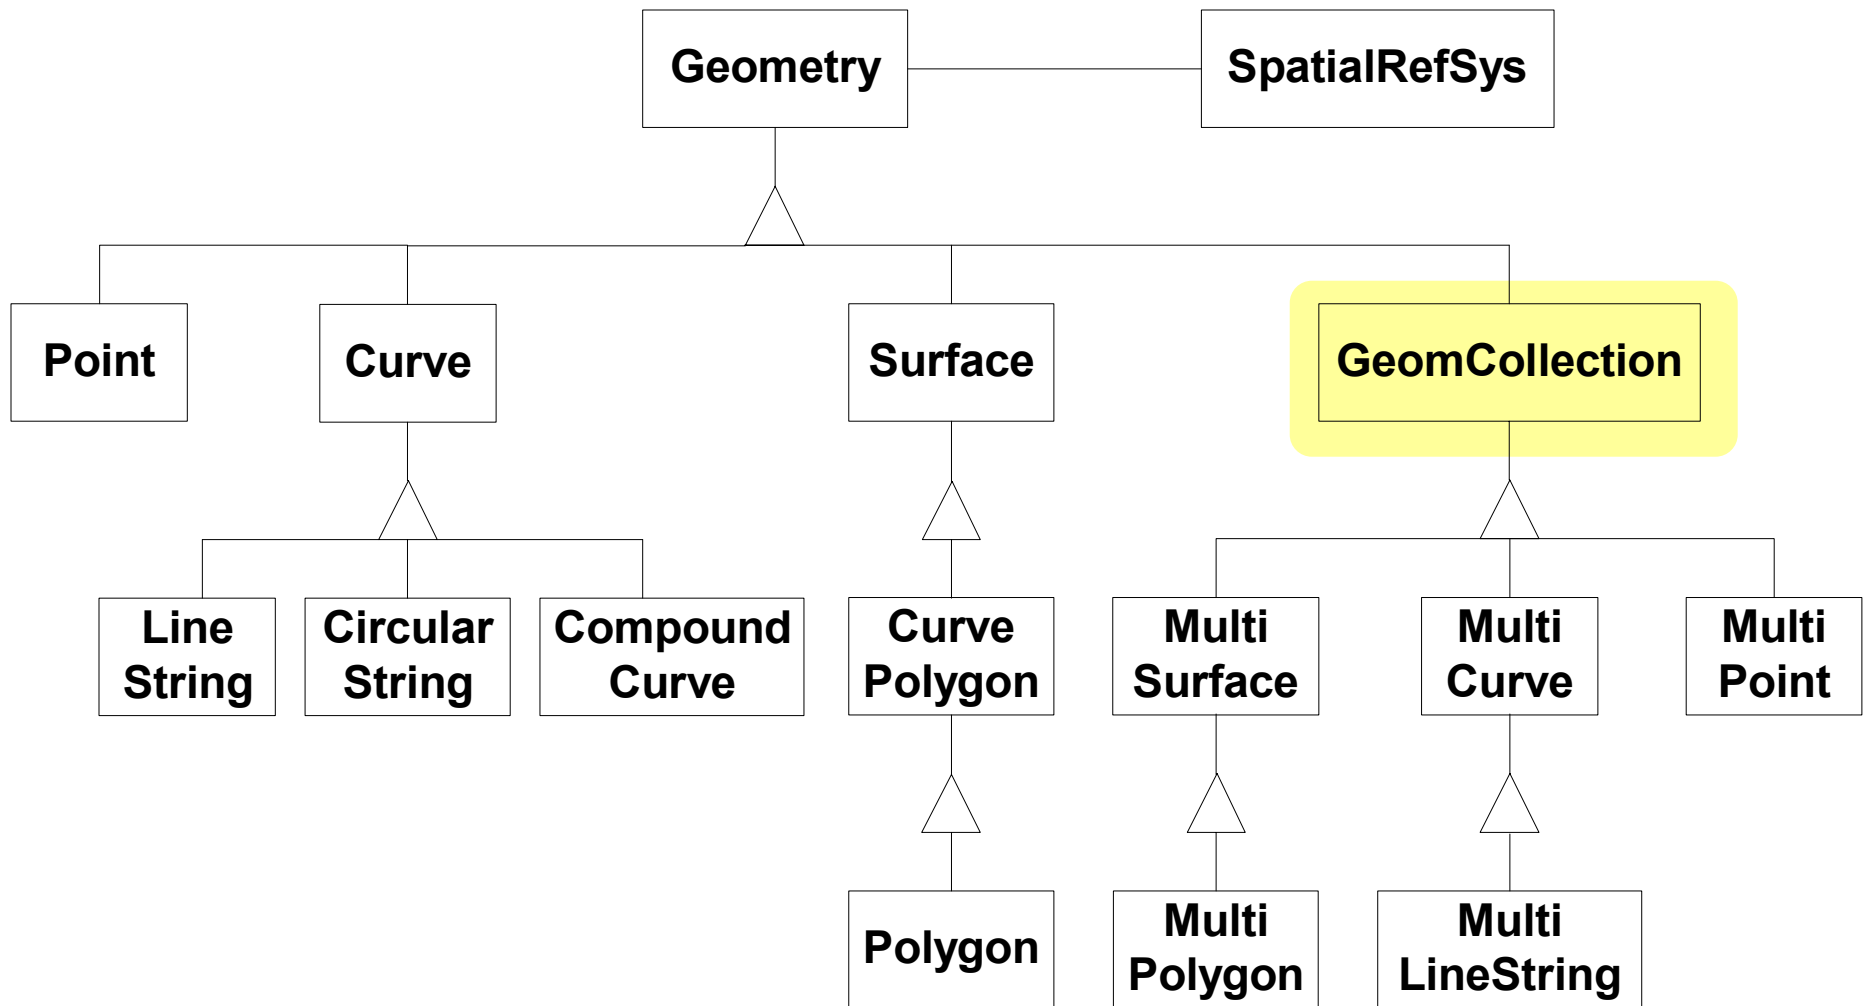 Geometry
SpatialRefSys
Point
Curve
Surface
GeomCollection
Line
String
Circular
String
Compound
Curve
Curve
Polygon
Multi
Surface
Multi
Curve
Multi
Point
Polygon
Multi
Polygon
Multi
LineString